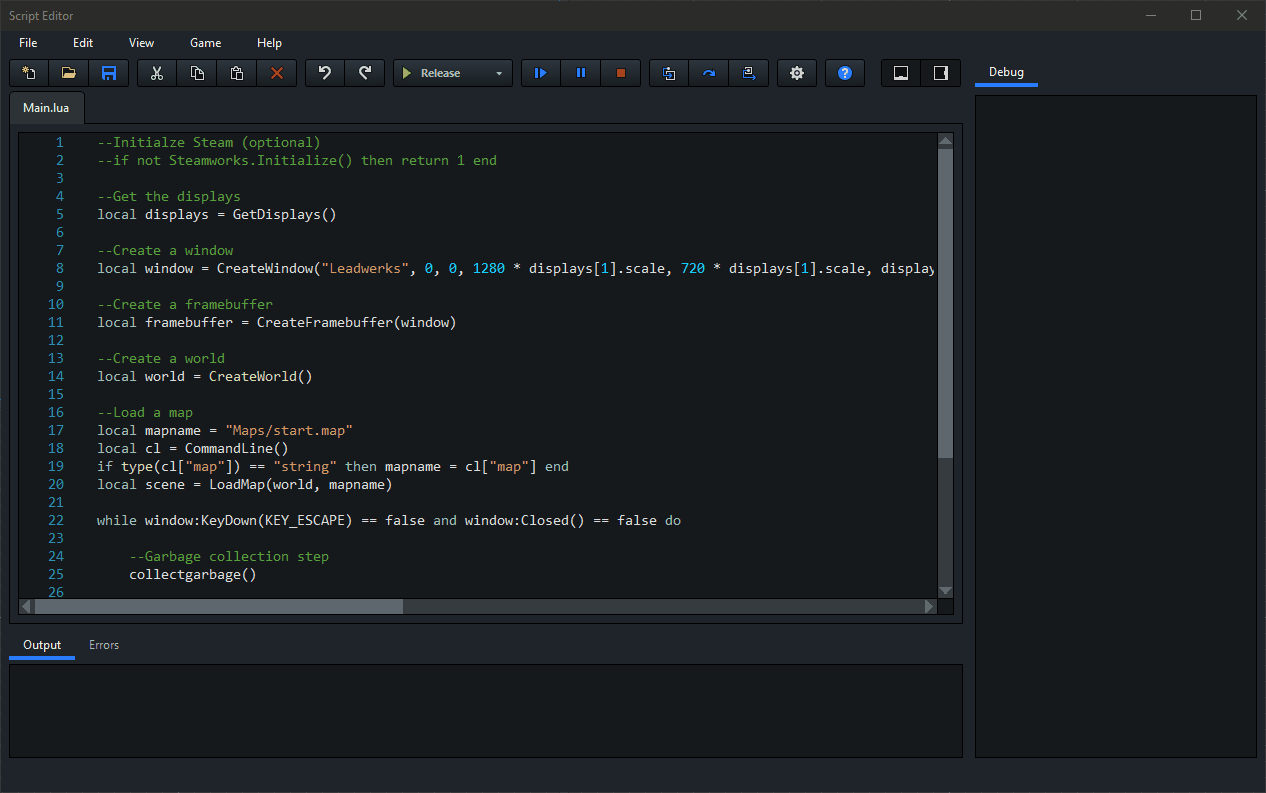 Script Editor
File Edit View Game Help
Release
Debug
Main.lua
1 --Initialze Steam (optional)
2 --if not Steamworks.Initialize() then return 1 end
3
4 --Get the displays
5 local displays = GetDisplays()
6
7 --Create a window
8 local window = CreateWindow("Leadwerks", 0, 0, 1280 * displays[1].scale, 720 * displays[1].scale, display
9
10 --Create a framebuffer
11 local framebuffer = CreateFramebuffer(window)
12
13 --Create a world
14 local world = CreateWorld()
15
16 --Load a map
17 local mapname = "Maps/start.map"
18 local cl = CommandLine()
19 if type(cl["map"]) == "string" then mapname = cl["map"] end
20 local scene = LoadMap(world, mapname)
21
22 while window:KeyDown(KEY_ESCAPE) == false and window:Closed() == false do
23
24     --Garbage collection step
25     collectgarbage()
26
Output Errors